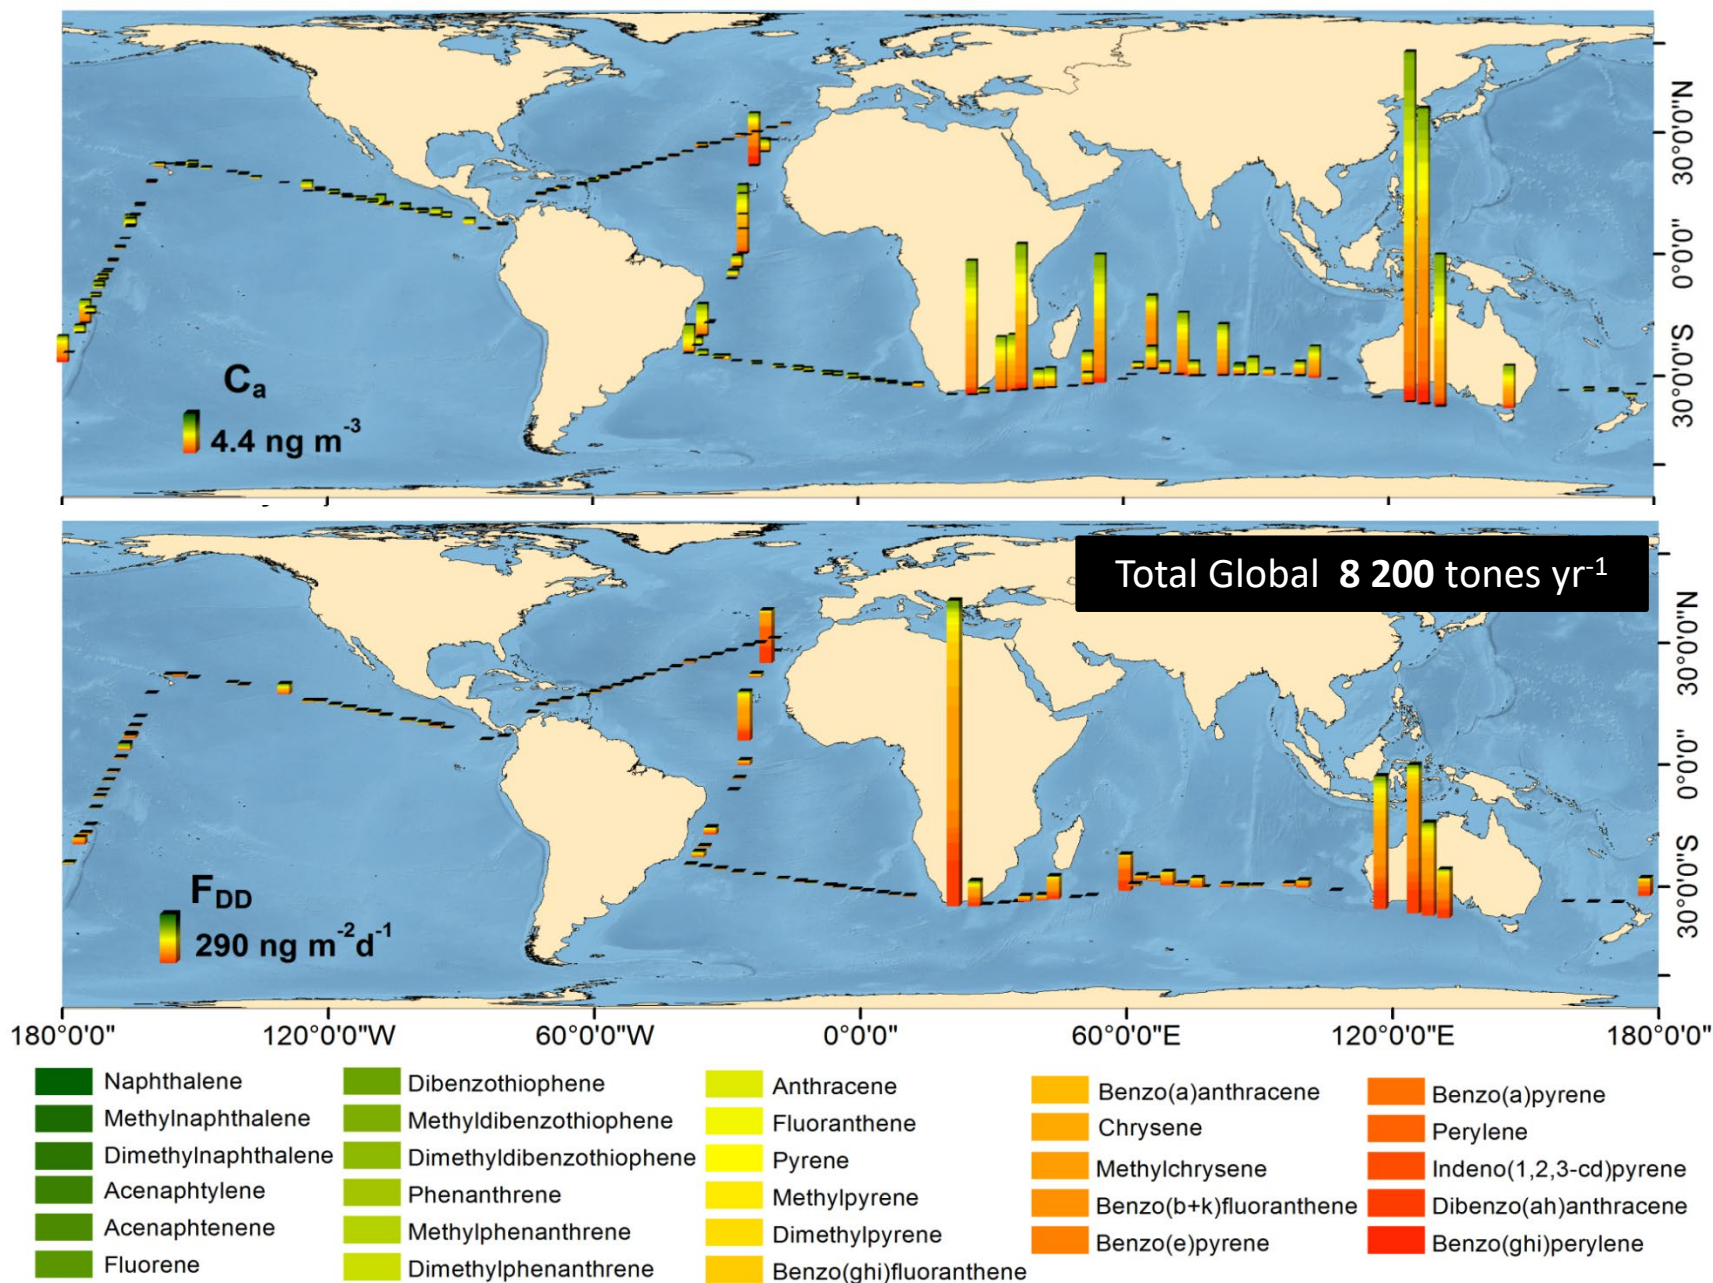 30°0'0"N
0°0'0"
30°0'0"S
Ca
4.4 ng m-3
Total Global 8 200 tones yr-1
30°0'0"N
0°0'0"
30°0'0"S
FDD
290 ng m-2d-1
180°0'0" 120°0'0"W 60°0'0"W 0°0'0" 60°0'0"E 120°0'0"E 180°0'0"
Naphthalene
Methylnaphthalene
Dimethylnaphthalene
Acenaphtylene
Acenaphtenene
Fluorene
Dibenzothiophene
Methyldibenzothiophene
Dimethyldibenzothiophene
Phenanthrene
Methylphenanthrene
Dimethylphenanthrene
Anthracene
Fluoranthene
Pyrene
Methylpyrene
Dimethylpyrene
Benzo(ghi)fluoranthene
Benzo(a)anthracene
Chrysene
Methylchrysene
Benzo(b+k)fluoranthene
Benzo(e)pyrene
Benzo(a)pyrene
Perylene
Indeno(1,2,3-cd)pyrene
Dibenzo(ah)anthracene
Benzo(ghi)perylene